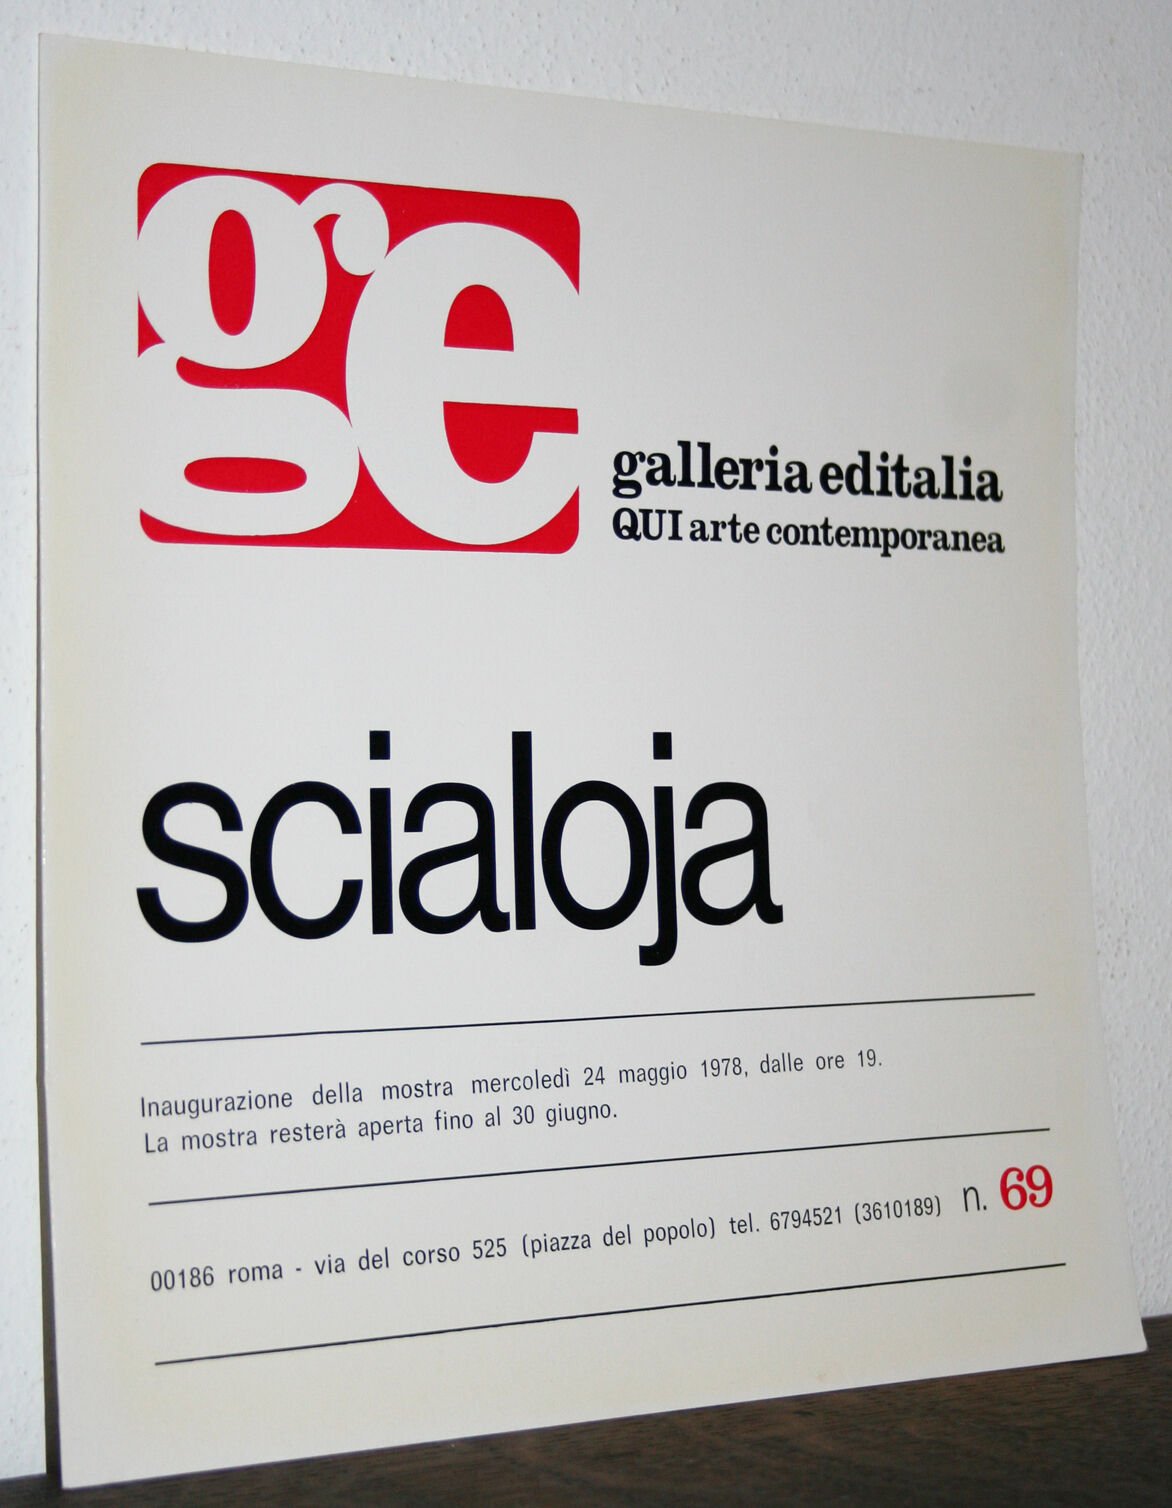 ge
galleria editalia
QUI arte contemporanea
scialoja
Inaugurazione della mostra mercoledì 24 maggio 1978, dalle ore 19.
La mostra resterà aperta fino al 30 giugno.
00186 roma - via del corso 525 (piazza del popolo) tel. 6794521 (3610189) n. 69